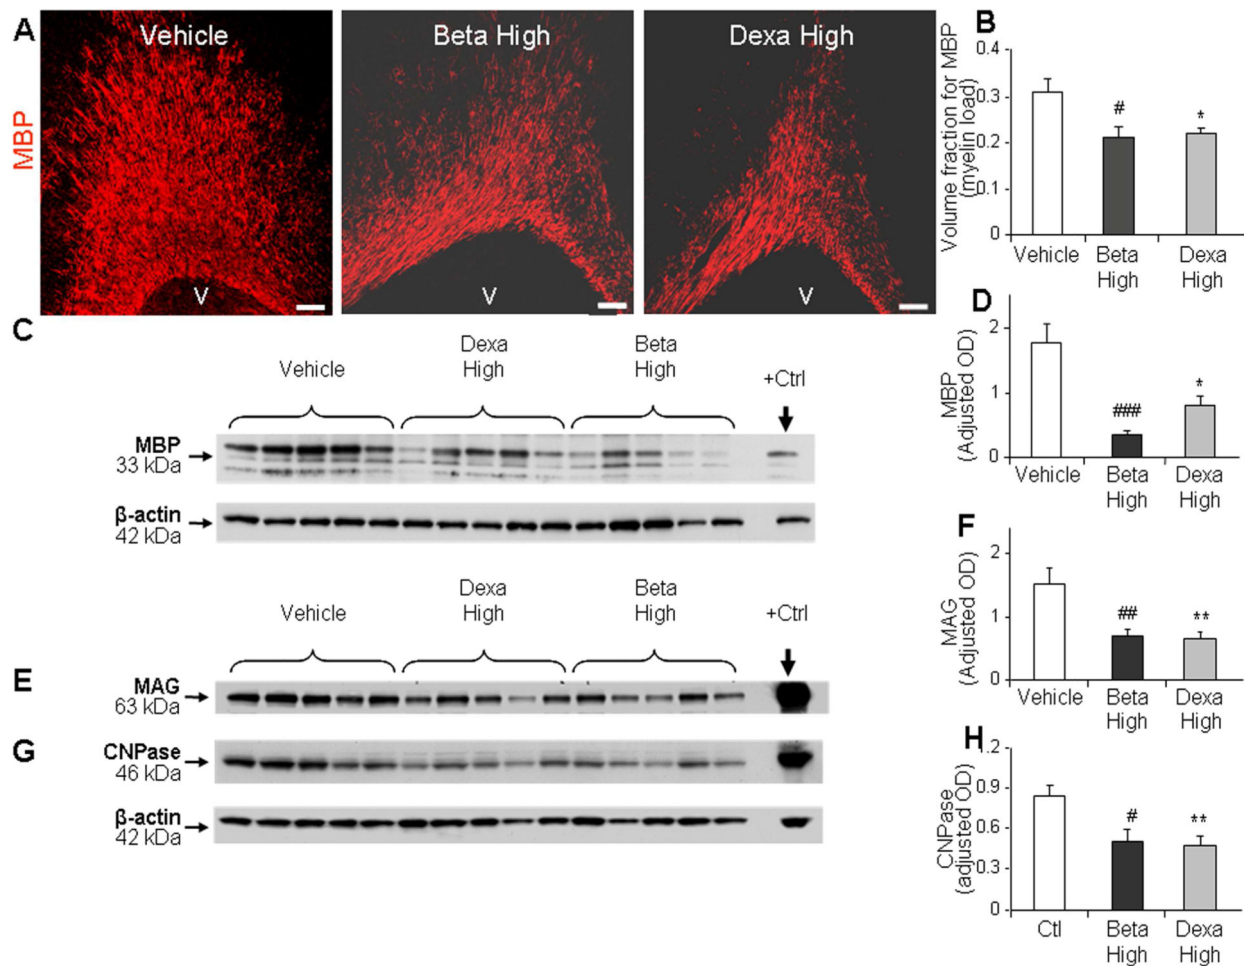 A
Vehicle
Beta High
Dexa High
MBP
V
V
V
B
Volume fraction for MBP
(myelin load)
0.4
0.3
0.2
0.1
0
#
*
Vehicle
Beta
High
Dexa
High
C
Vehicle
Dexa
High
Beta
High
+Ctrl
MBP
33 kDa
β-actin
42 kDa
D
MBP
(Adjusted OD)
2
1
0
###
*
Vehicle
Beta
High
Dexa
High
Vehicle
Dexa
High
Beta
High
+Ctrl
E
MAG
63 kDa
F
MAG
(Adjusted OD)
2
1
0
##
**
Vehicle
Beta
High
Dexa
High
G
CNPase
46 kDa
β-actin
42 kDa
H
CNPase
(adjusted OD)
1.2
0.9
0.6
0.3
0
#
**
Ctl
Beta
High
Dexa
High